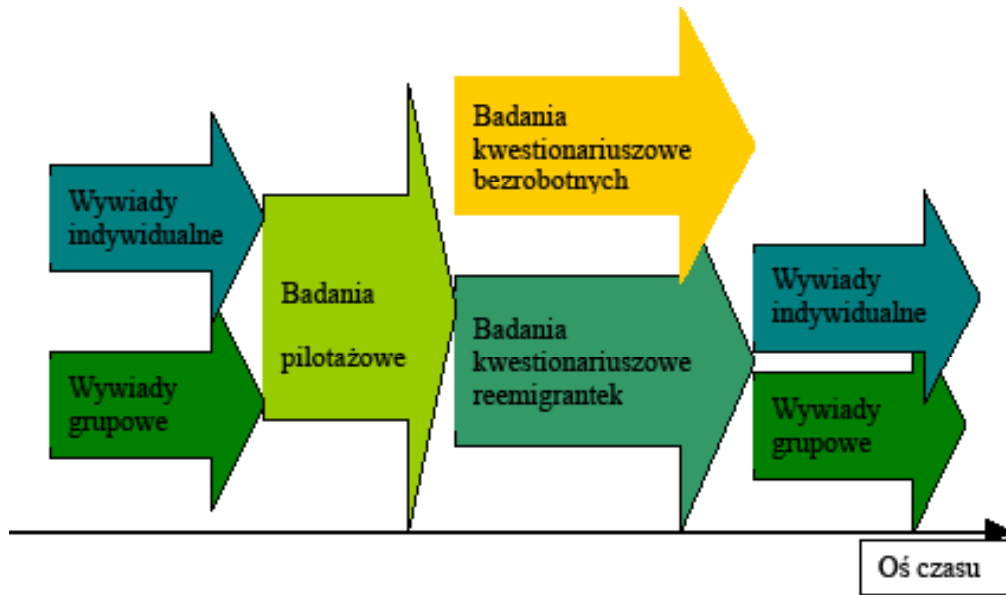 Wywiady
indywidualne
Wywiady
grupowe
Badania
pilotażowe
Badania
kwestionariuszowe
bezrobotnych
Badania
kwestionariuszowe
reemigrantek
Wywiady
indywidualne
Wywiady
grupowe
Oś czasu